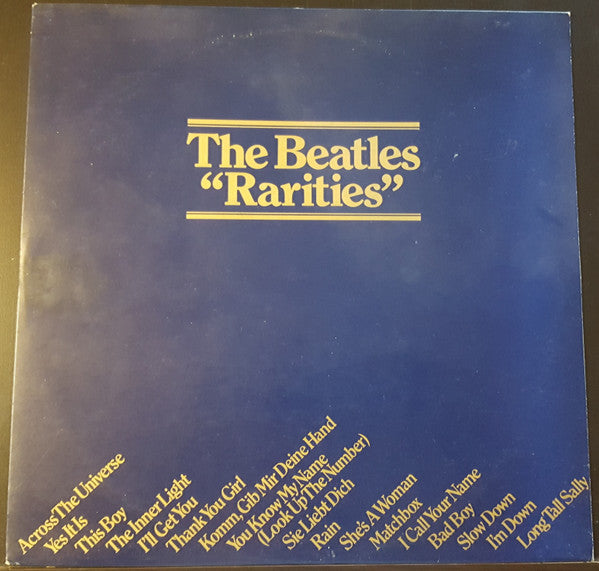 The Beatles
“Rarities”
Across The Universe
Yes It Is
This Boy
The Inner Light
I'll Get You
Thank You Girl
Komm, Gib Mir Deine Hand
You Know My Name
(Look Up The Number)
Sie Liebt Dich
Rain
She's A Woman
Matchbox
I Call Your Name
Bad Boy
Slow Down
I'm Down
Long Tall Sally